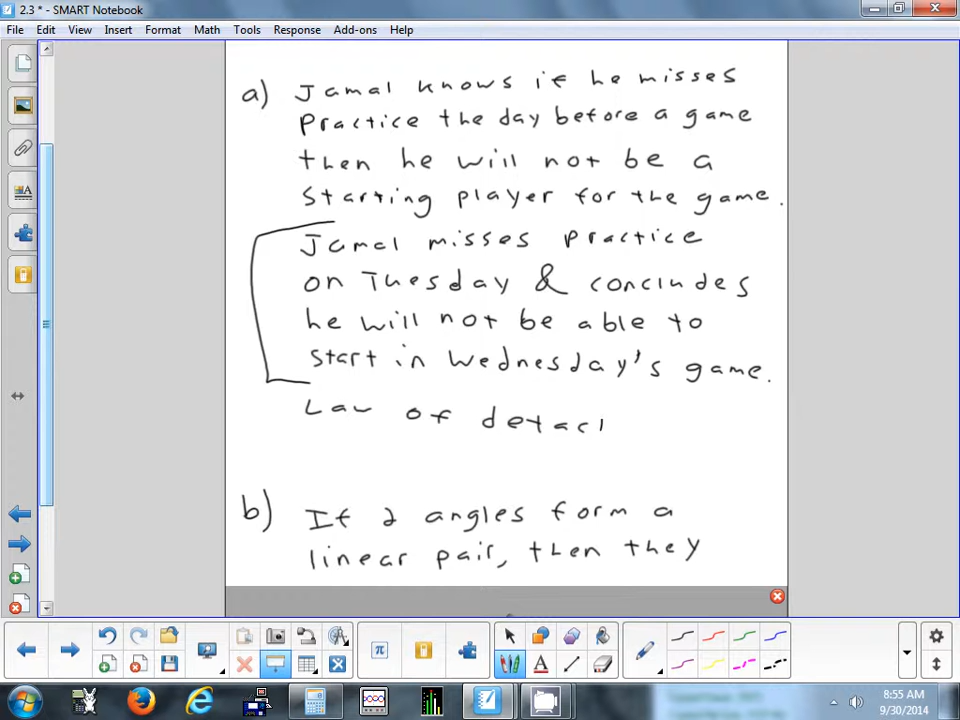 2.3 * - SMART Notebook
File Edit View Insert Format Math Tools Response Add-ons Help
a) Jamal knows if he misses
practice the day before a game
then he will not be a
starting player for the game.
Jamal misses practice
on Tuesday & concludes
he will not be able to
start in Wednesday's game.
Law of detacl
b) If 2 angles form a
linear pair, then they
8:55 AM
9/30/2014